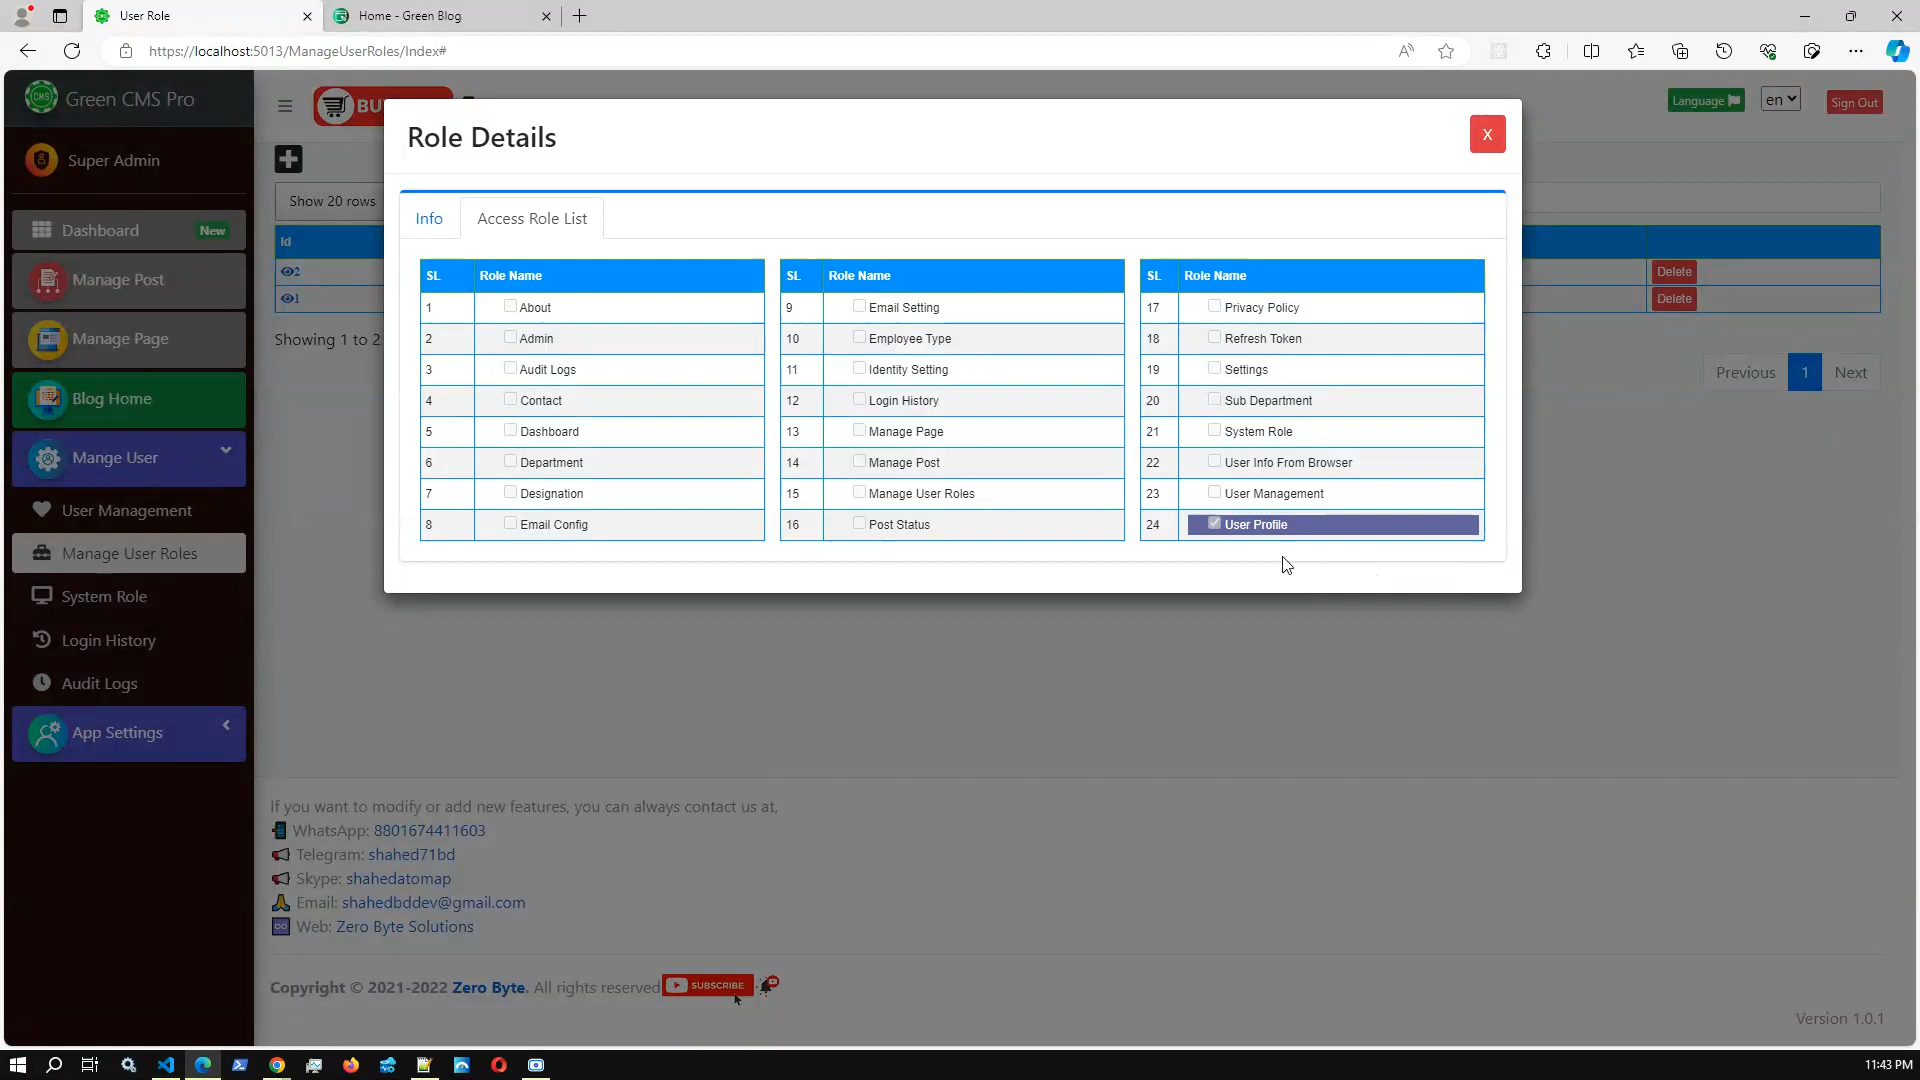 User Role
Home - Green Blog
https://localhost:5013/ManageUserRoles/Index#
CMS
Green CMS Pro
Super Admin
Dashboard New
Manage Post
Manage Page
Blog Home
Mange User
User Management
Manage User Roles
System Role
Login History
Audit Logs
App Settings
Language
en
Sign Out
Show 20 rows
Id
2
1
Delete
Delete
Showing 1 to 2
Previous 1 Next
Role Details
X
Info
Access Role List
SL Role Name
1 About
2 Admin
3 Audit Logs
4 Contact
5 Dashboard
6 Department
7 Designation
8 Email Config
SL Role Name
9 Email Setting
10 Employee Type
11 Identity Setting
12 Login History
13 Manage Page
14 Manage Post
15 Manage User Roles
16 Post Status
SL Role Name
17 Privacy Policy
18 Refresh Token
19 Settings
20 Sub Department
21 System Role
22 User Info From Browser
23 User Management
24 User Profile
If you want to modify or add new features, you can always contact us at,
WhatsApp: 8801674411603
Telegram: shahed71bd
Skype: shahedatomap
Email: shahedbddev@gmail.com
Web: Zero Byte Solutions
Copyright © 2021-2022 Zero Byte. All rights reserved
SUBSCRIBE
Version 1.0.1
11:43 PM